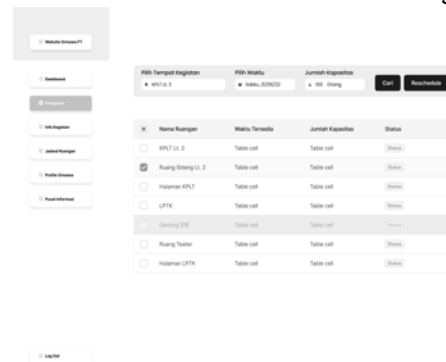 Website Ormawa FT
Dashboard
Pengajuan
Info Kegiatan
Jadwal Ruangan
Profile Ormawa
Pusat Informasi
Log Out
Pilih Tempat Kegiatan Pilih Waktu Jumlah Kapasitas
KPLT Lt. 3 Sabtu, 21/06/22 100 Orang Cari Reschedule
Nama Ruangan Waktu Tersedia Jumlah Kapasitas Status
KPLT Lt. 3 Table cell Table cell Status
Ruang Sidang Lt. 2 Table cell Table cell Status
Halaman KPLT Table cell Table cell Status
LPTK Table cell Table cell Status
Gedung IDB Table cell Table cell Status
Ruang Teater Table cell Table cell Status
Halaman LPTK Table cell Table cell Status